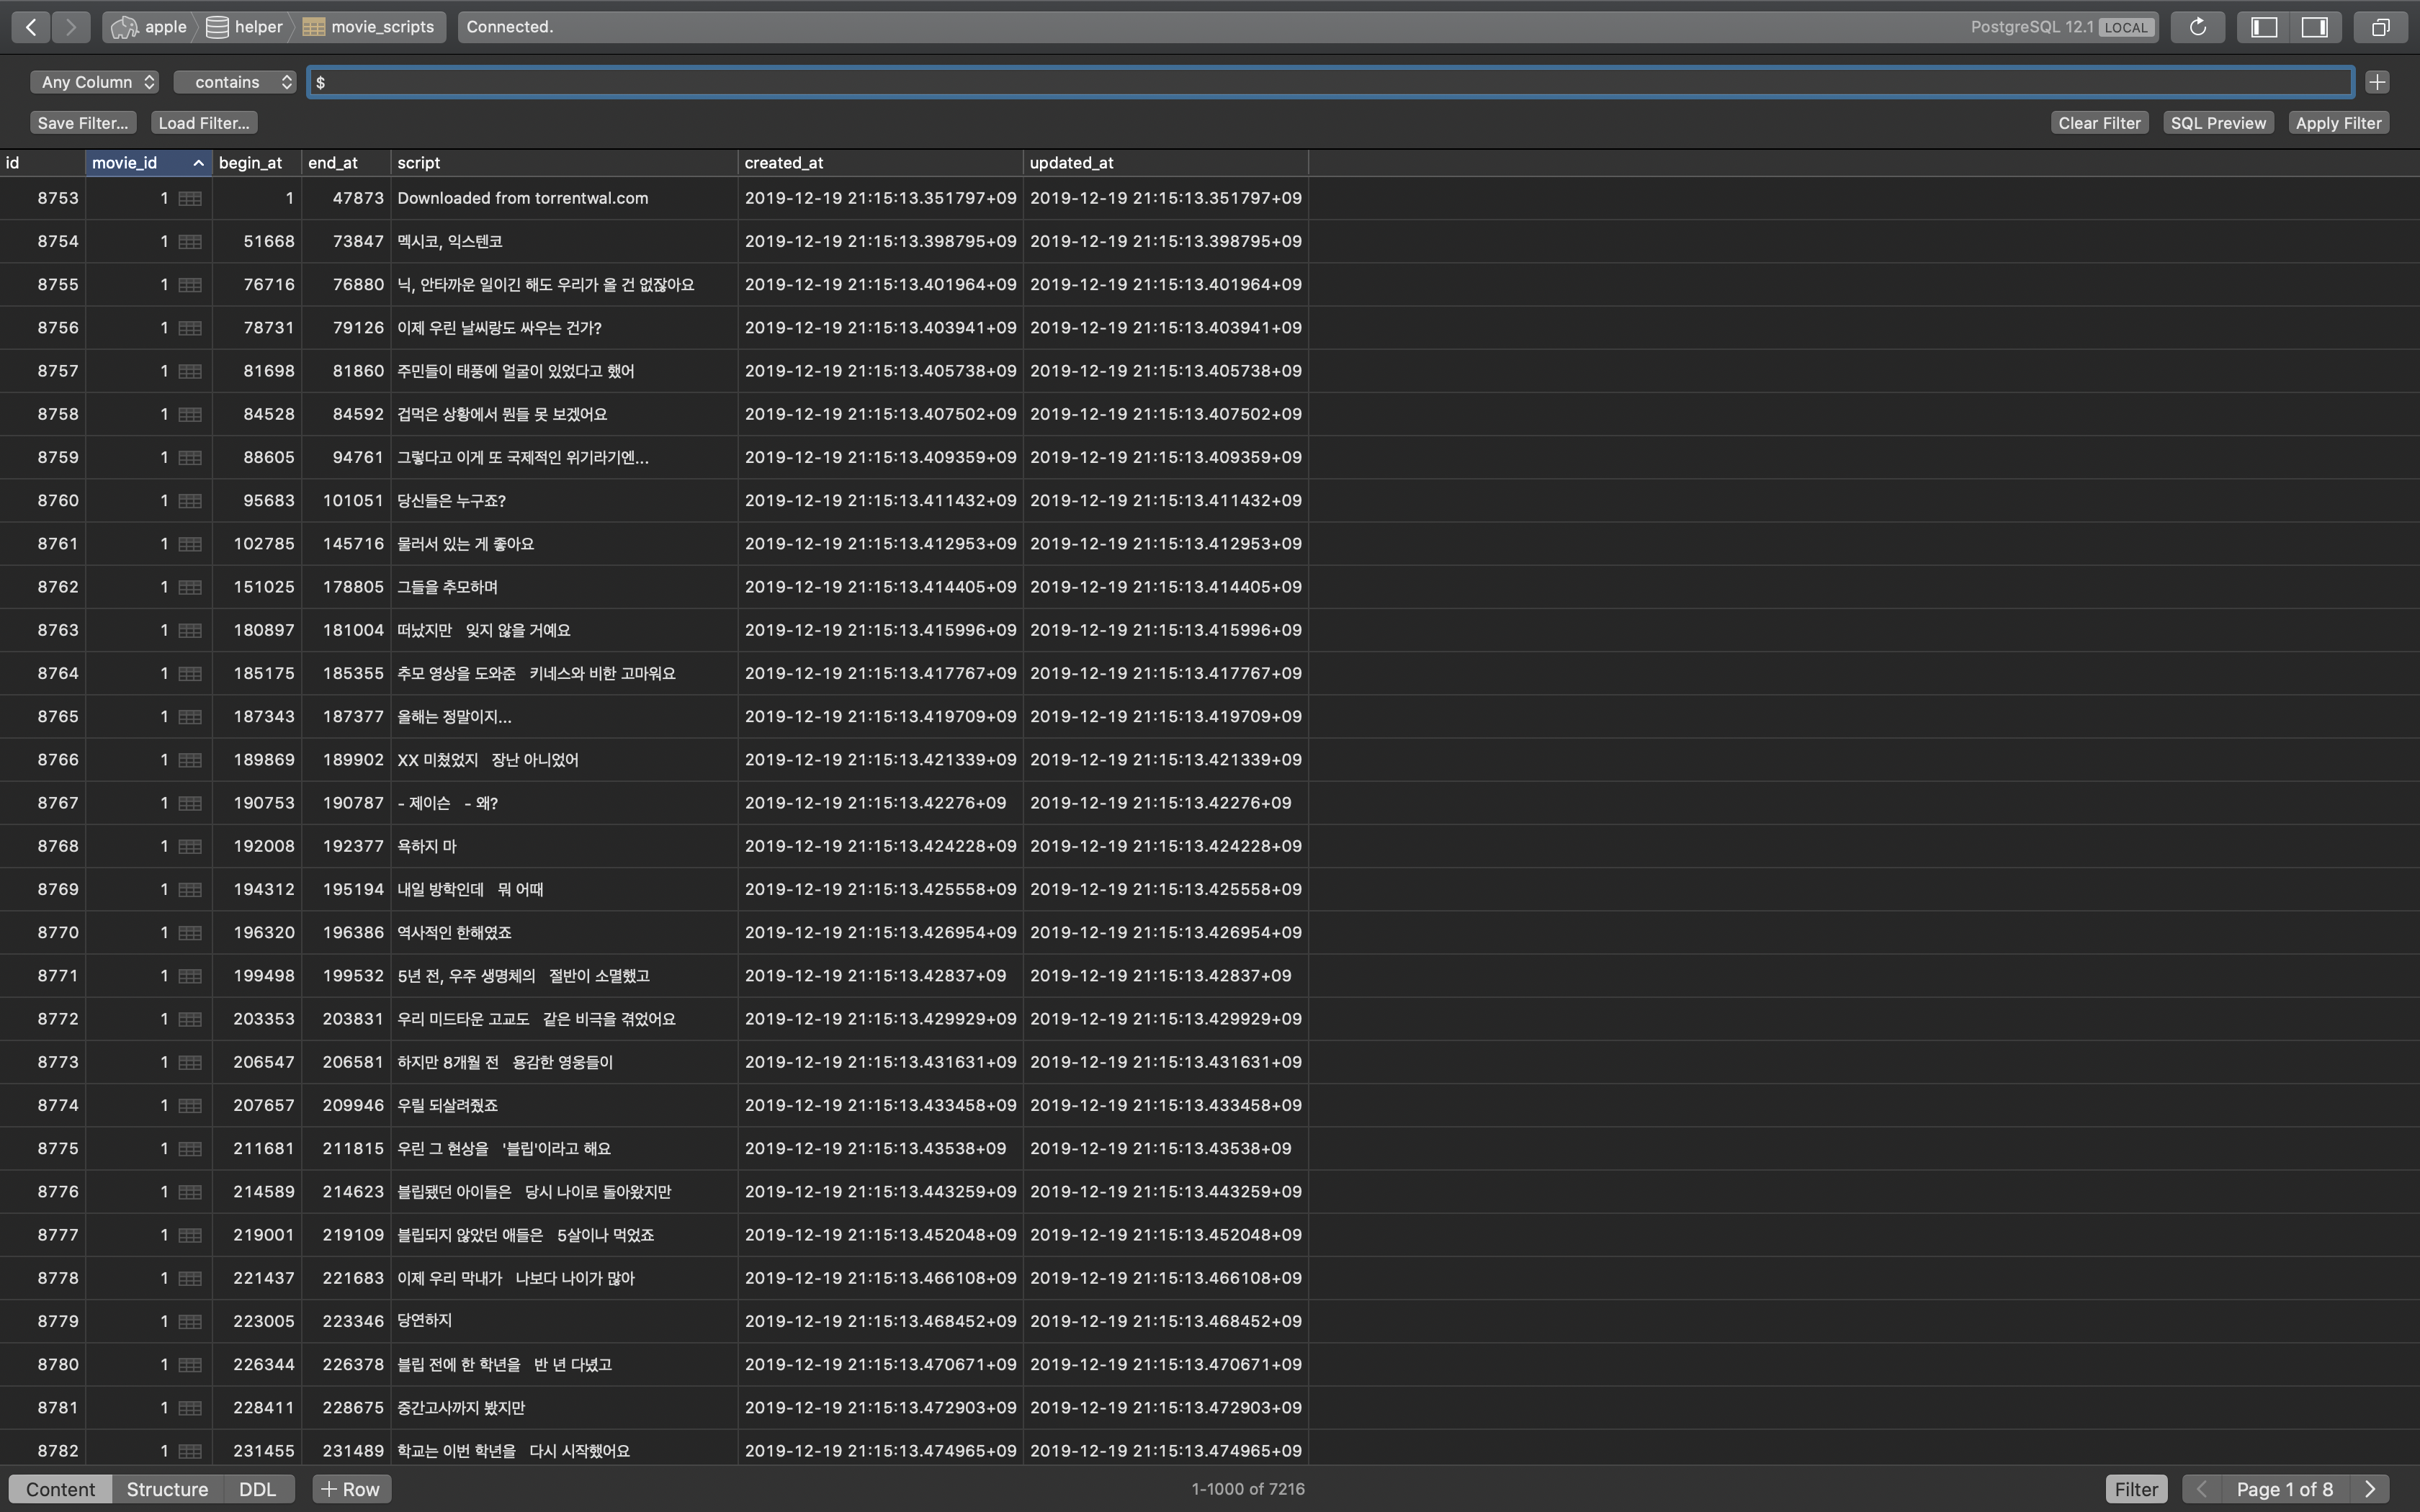 apple helper movie_scripts Connected. PostgreSQL 12.1 LOCAL
Any Column contains $
Save Filter... Load Filter... Clear Filter SQL Preview Apply Filter
id movie_id begin_at end_at script created_at updated_at
8753 1 1 47873 Downloaded from torrentwal.com 2019-12-19 21:15:13.351797+09 2019-12-19 21:15:13.351797+09
8754 1 51668 73847 멕시코, 익스텐코 2019-12-19 21:15:13.398795+09 2019-12-19 21:15:13.398795+09
8755 1 76716 76880 닉, 안타까운 일이긴 해도 우리가 올 건 없잖아요 2019-12-19 21:15:13.401964+09 2019-12-19 21:15:13.401964+09
8756 1 78731 79126 이제 우린 날씨랑도 싸우는 건가? 2019-12-19 21:15:13.403941+09 2019-12-19 21:15:13.403941+09
8757 1 81698 81860 주민들이 태풍에 얼굴이 있었다고 했어 2019-12-19 21:15:13.405738+09 2019-12-19 21:15:13.405738+09
8758 1 84528 84592 겁먹은 상황에서 뭔들 못 보겠어요 2019-12-19 21:15:13.407502+09 2019-12-19 21:15:13.407502+09
8759 1 88605 94761 그렇다고 이게 또 국제적인 위기라기엔... 2019-12-19 21:15:13.409359+09 2019-12-19 21:15:13.409359+09
8760 1 95683 101051 당신들은 누구죠? 2019-12-19 21:15:13.411432+09 2019-12-19 21:15:13.411432+09
8761 1 102785 145716 물러서 있는 게 좋아요 2019-12-19 21:15:13.412953+09 2019-12-19 21:15:13.412953+09
8762 1 151025 178805 그들을 추모하며 2019-12-19 21:15:13.414405+09 2019-12-19 21:15:13.414405+09
8763 1 180897 181004 떠났지만 잊지 않을 거예요 2019-12-19 21:15:13.415996+09 2019-12-19 21:15:13.415996+09
8764 1 185175 185355 추모 영상을 도와준 키네스와 비한 고마워요 2019-12-19 21:15:13.417767+09 2019-12-19 21:15:13.417767+09
8765 1 187343 187377 올해는 정말이지... 2019-12-19 21:15:13.419709+09 2019-12-19 21:15:13.419709+09
8766 1 189869 189902 XX 미쳤었지 장난 아니었어 2019-12-19 21:15:13.421339+09 2019-12-19 21:15:13.421339+09
8767 1 190753 190787 - 제이슨 - 왜? 2019-12-19 21:15:13.42276+09 2019-12-19 21:15:13.42276+09
8768 1 192008 192377 욕하지 마 2019-12-19 21:15:13.424228+09 2019-12-19 21:15:13.424228+09
8769 1 194312 195194 내일 방학인데 뭐 어때 2019-12-19 21:15:13.425558+09 2019-12-19 21:15:13.425558+09
8770 1 196320 196386 역사적인 한해였죠 2019-12-19 21:15:13.426954+09 2019-12-19 21:15:13.426954+09
8771 1 199498 199532 5년 전, 우주 생명체의 절반이 소멸했고 2019-12-19 21:15:13.42837+09 2019-12-19 21:15:13.42837+09
8772 1 203353 203831 우리 미드타운 고교도 같은 비극을 겪었어요 2019-12-19 21:15:13.429929+09 2019-12-19 21:15:13.429929+09
8773 1 206547 206581 하지만 8개월 전 용감한 영웅들이 2019-12-19 21:15:13.431631+09 2019-12-19 21:15:13.431631+09
8774 1 207657 209946 우릴 되살려줬죠 2019-12-19 21:15:13.433458+09 2019-12-19 21:15:13.433458+09
8775 1 211681 211815 우린 그 현상을 '블립'이라고 해요 2019-12-19 21:15:13.43538+09 2019-12-19 21:15:13.43538+09
8776 1 214589 214623 블립됐던 아이들은 당시 나이로 돌아왔지만 2019-12-19 21:15:13.443259+09 2019-12-19 21:15:13.443259+09
8777 1 219001 219109 블립되지 않았던 애들은 5살이나 먹었죠 2019-12-19 21:15:13.452048+09 2019-12-19 21:15:13.452048+09
8778 1 221437 221683 이제 우리 막내가 나보다 나이가 많아 2019-12-19 21:15:13.466108+09 2019-12-19 21:15:13.466108+09
8779 1 223005 223346 당연하지 2019-12-19 21:15:13.468452+09 2019-12-19 21:15:13.468452+09
8780 1 226344 226378 블립 전에 한 학년을 반 년 다녔고 2019-12-19 21:15:13.470671+09 2019-12-19 21:15:13.470671+09
8781 1 228411 228675 중간고사까지 봤지만 2019-12-19 21:15:13.472903+09 2019-12-19 21:15:13.472903+09
8782 1 231455 231489 학교는 이번 학년을 다시 시작했어요 2019-12-19 21:15:13.474965+09 2019-12-19 21:15:13.474965+09
Content Structure DDL + Row 1-1000 of 7216 Filter Page 1 of 8